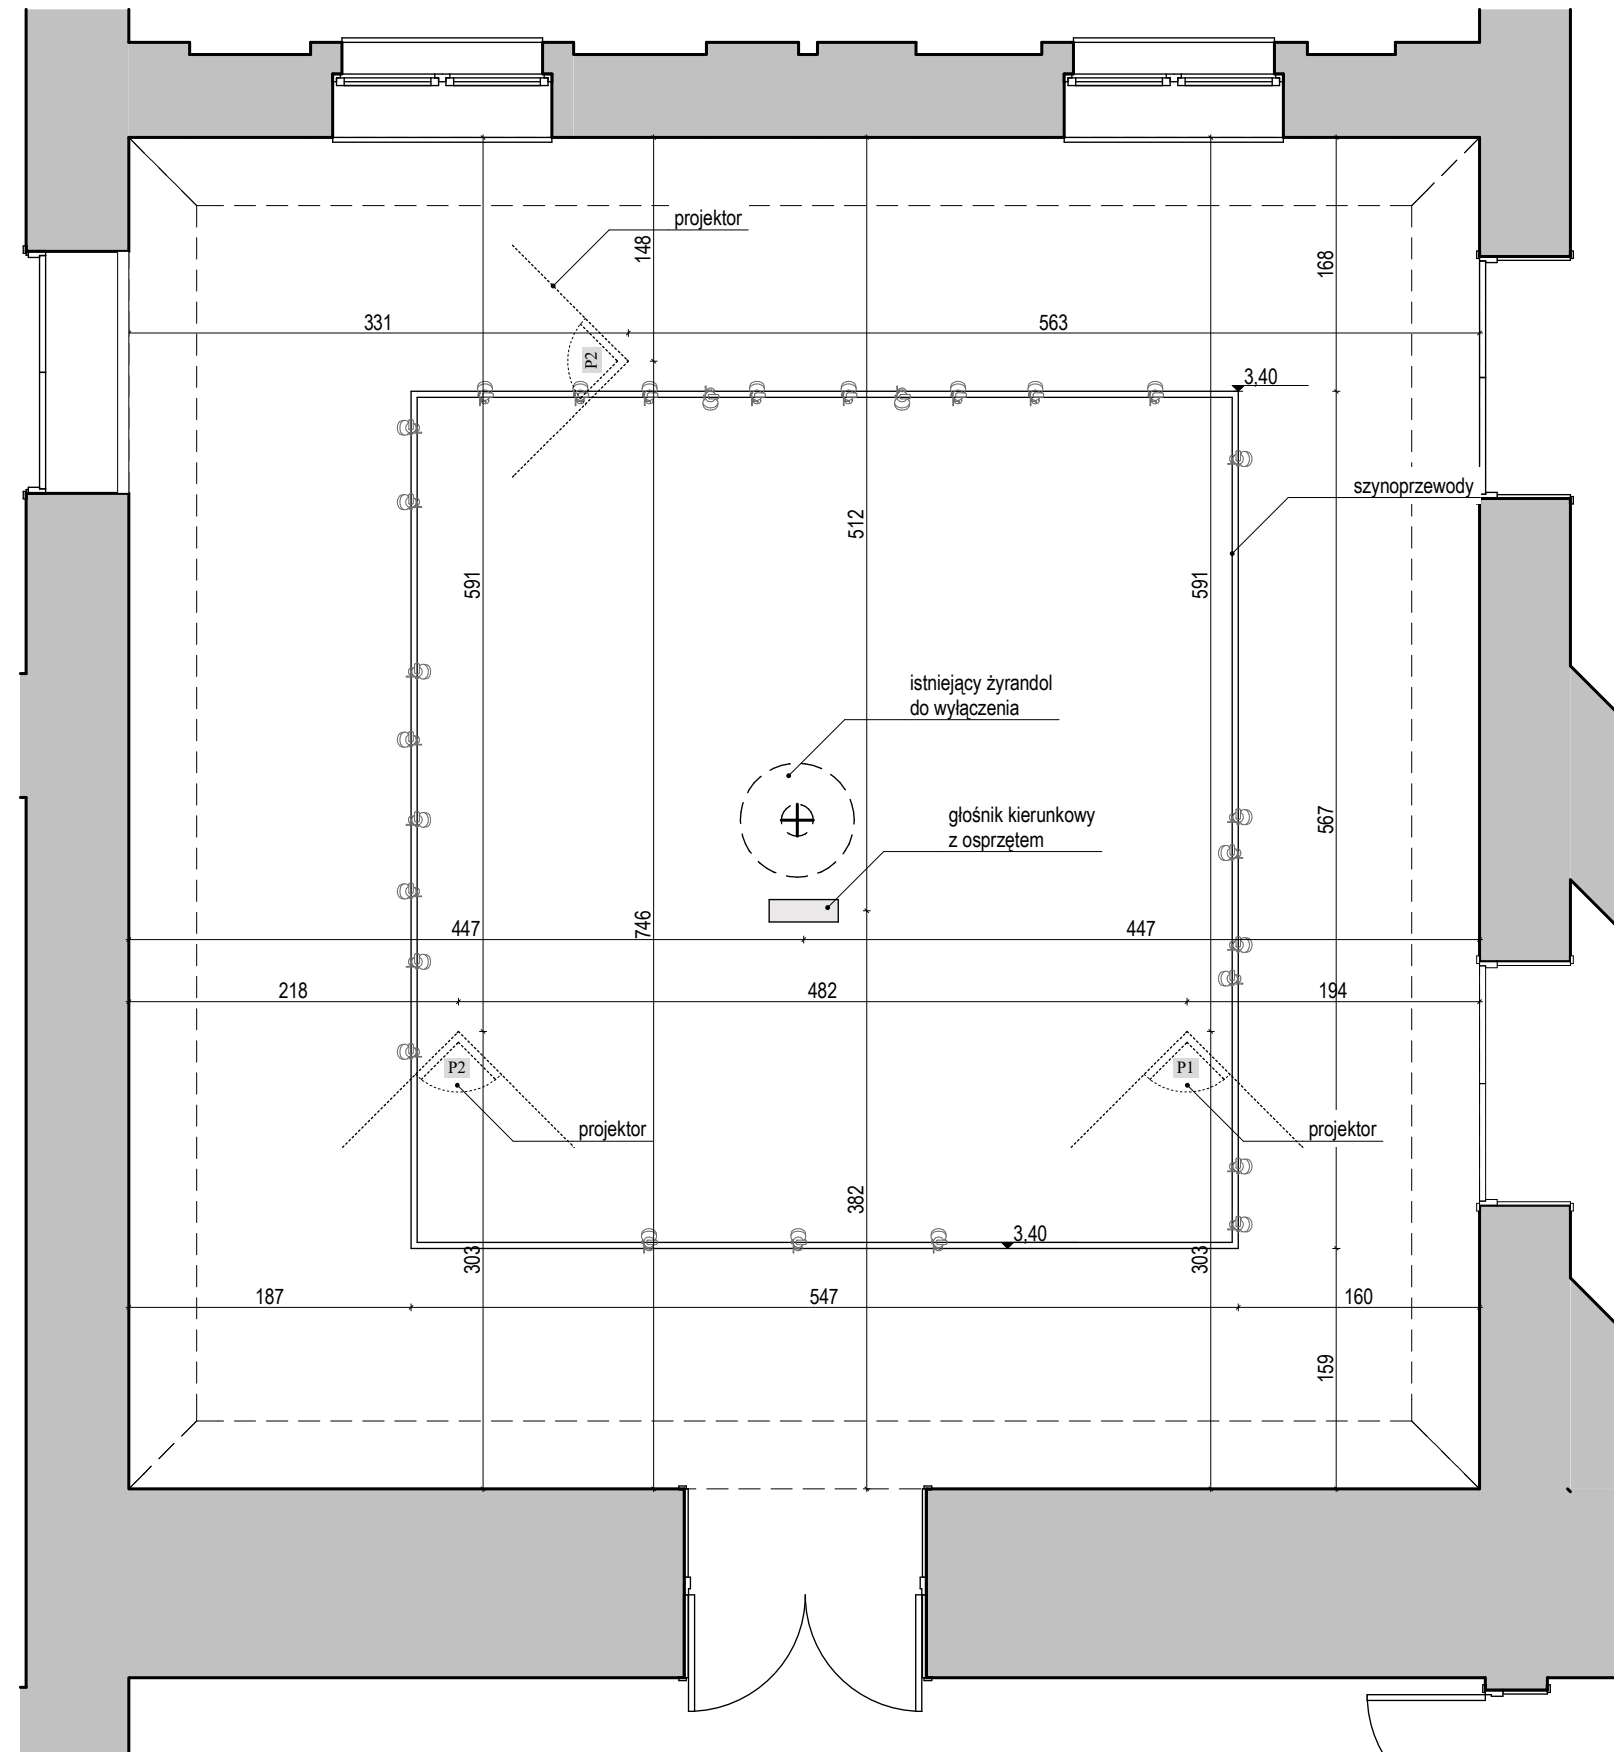 projektor
148
168
331
563
P2
3,40
szynoprzewody
512
591
591
istniejący żyrandol
do wyłączenia
głośnik kierunkowy
z osprzętem
567
447
746
447
218
482
194
P2
P1
projektor
projektor
382
3,40
303
303
187
547
160
159